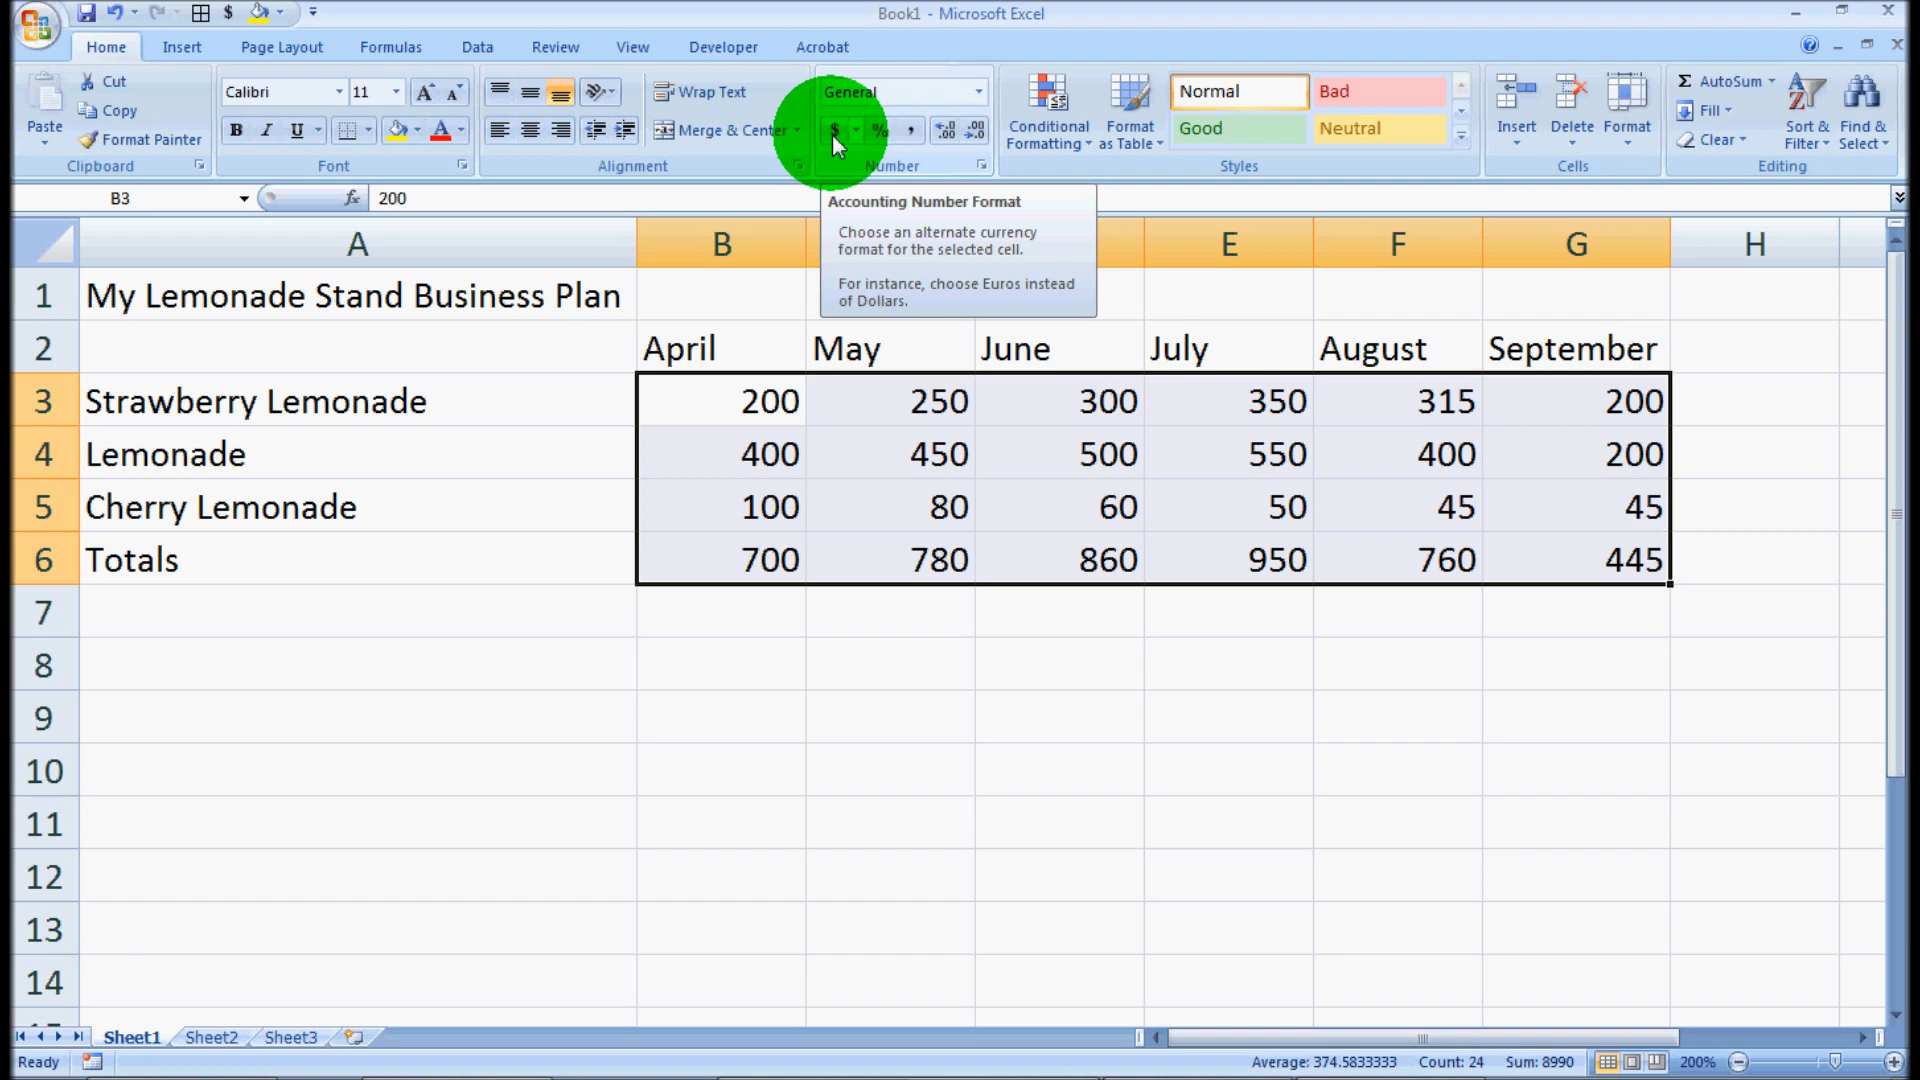 $
Book1 - Microsoft Excel
Home Insert Page Layout Formulas Data Review View Developer Acrobat
Paste
Cut
Copy
Format Painter
Clipboard
Calibri 11
B I U A
Font
Wrap Text
Merge & Center
Alignment
General
$ % ,
Number
Conditional Formatting
Format as Table
Normal Bad
Good Neutral
Styles
Insert Delete Format
Cells
Σ AutoSum
Fill
Clear
Sort & Filter
Find & Select
Editing
B3 fx 200
Accounting Number Format
Choose an alternate currency
format for the selected cell.
For instance, choose Euros instead
of Dollars.
A B E F G H
1 My Lemonade Stand Business Plan
2 April May June July August September
3 Strawberry Lemonade 200 250 300 350 315 200
4 Lemonade 400 450 500 550 400 200
5 Cherry Lemonade 100 80 60 50 45 45
6 Totals 700 780 860 950 760 445
7
8
9
10
11
12
13
14
Sheet1 Sheet2 Sheet3
Ready Average: 374.5833333 Count: 24 Sum: 8990 200%